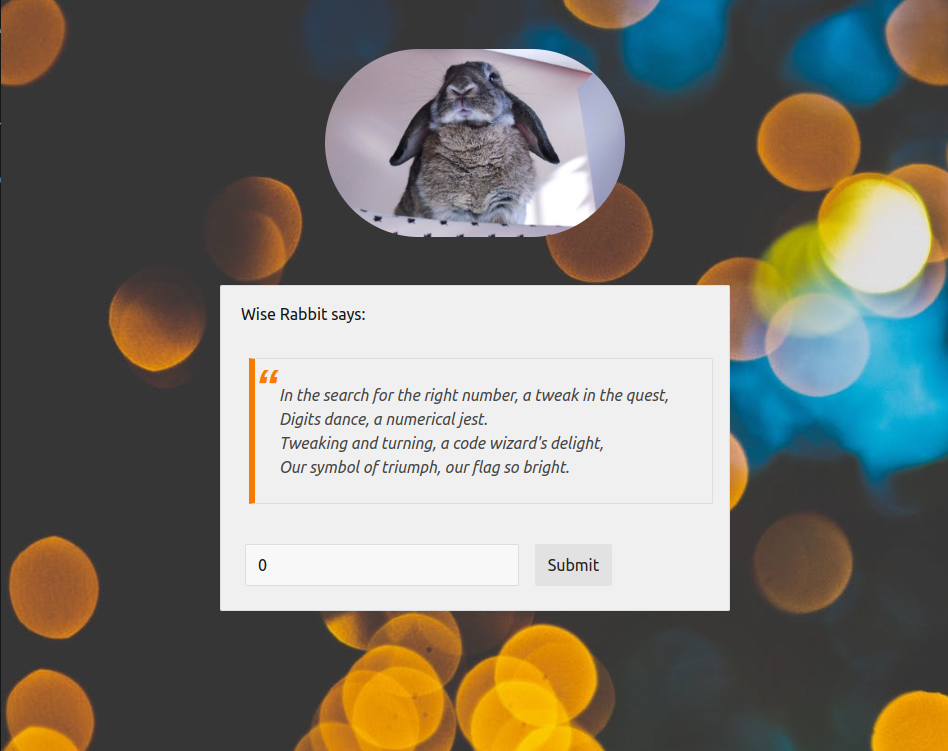 Wise Rabbit says:
“
In the search for the right number, a tweak in the quest,
Digits dance, a numerical jest.
Tweaking and turning, a code wizard's delight,
Our symbol of triumph, our flag so bright.
0
Submit